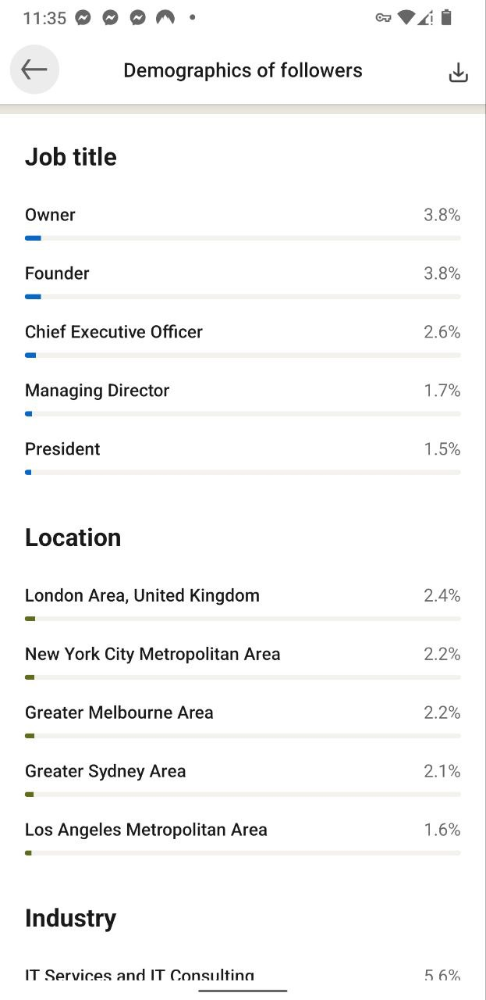 11:35
Demographics of followers
Job title
Owner 3.8%
Founder 3.8%
Chief Executive Officer 2.6%
Managing Director 1.7%
President 1.5%
Location
London Area, United Kingdom 2.4%
New York City Metropolitan Area 2.2%
Greater Melbourne Area 2.2%
Greater Sydney Area 2.1%
Los Angeles Metropolitan Area 1.6%
Industry
IT Services and IT Consulting 5.6%